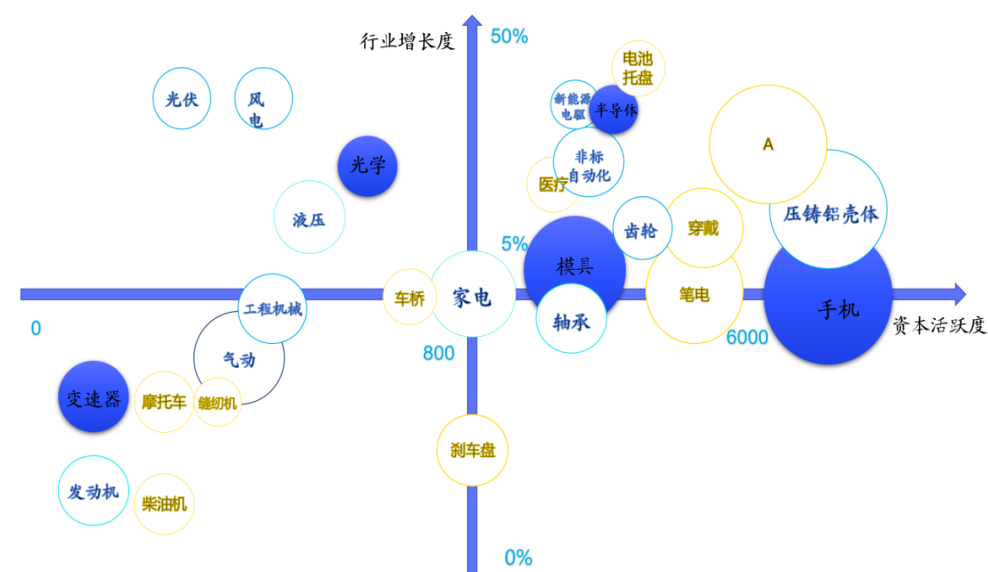 行业增长度
50%
电池
托盘
光伏
风
电
新能源
电驱
半导体
A
光学
非标
自动化
医疗
液压
压铸铝壳体
齿轮
穿戴
5%
模具
车桥
家电
笔电
手机
工程机械
轴承
0
6000
资本活跃度
800
气动
变速器
摩托车
缝纫机
刹车盘
发动机
柴油机
0%